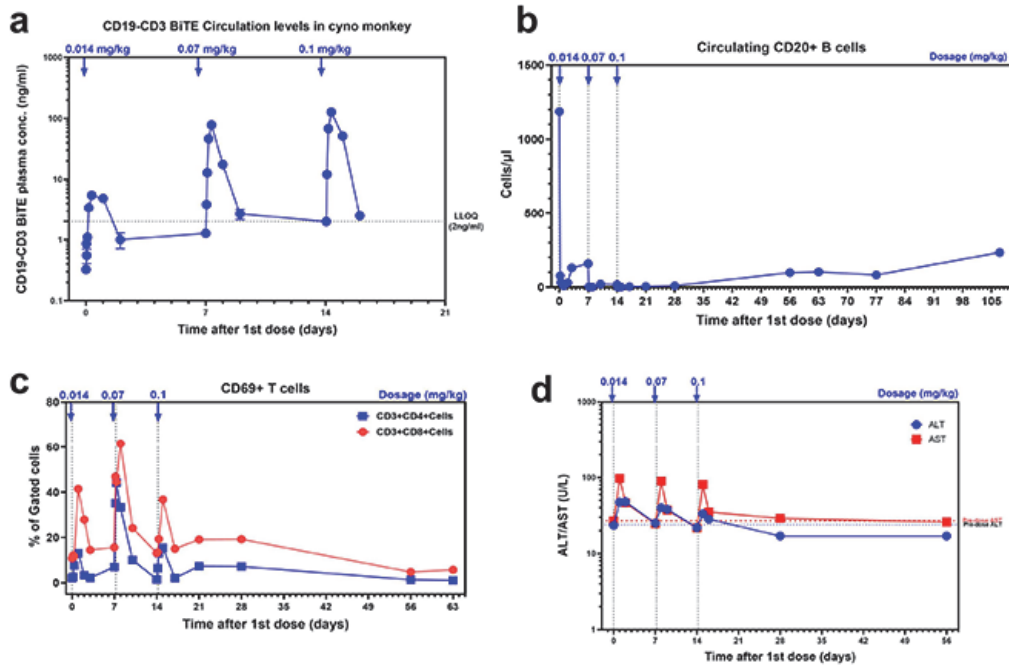 a
CD19-CD3 BiTE Circulation levels in cyno monkey
0.014 mg/kg 0.07 mg/kg 0.1 mg/kg
CD19-CD3 BiTE plasma conc. (ng/ml)
1000
100
10
1
0.1
LLOQ
(2ng/ml)
0 7 14 21
Time after 1st dose (days)
b
Circulating CD20+ B cells
0.014 0.07 0.1 Dosage (mg/kg)
Cells/µl
1500
1000
500
0
0 7 14 21 28 35 42 49 56 63 70 77 84 91 98 105
Time after 1st dose (days)
c
CD69+ T cells
0.014 0.07 0.1 Dosage (mg/kg)
% of Gated cells
80
60
40
20
0
CD3+CD4+Cells
CD3+CD8+Cells
0 7 14 21 28 35 42 49 56 63
Time after 1st dose (days)
d
0.014 0.07 0.1 Dosage (mg/kg)
ALT/AST (U/L)
1000
100
10
1
ALT
AST
Pre-dose ALT
0 7 14 21 28 35 42 49 56
Time after 1st dose (days)